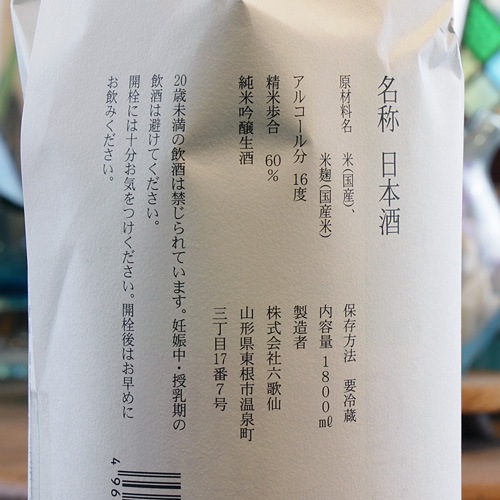 名称 日本酒
原材料名 米(国産)、
米麹(国産米)
アルコール分 16度
精米歩合 60%
純米吟醸生酒
保存方法 要冷蔵
内容量 1800mℓ
製造者
株式会社六歌仙
山形県東根市温泉町
三丁目17番7号
20歳未満の飲酒は禁じられています。妊娠中・授乳期の
飲酒は避けてください。
開栓には十分お気をつけください。開栓後はお早めに
お飲みください。
496